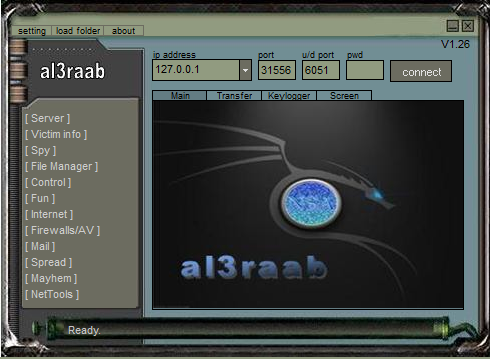 setting load folder about
V1.26
al3raab
ip address port u/d port pwd
127.0.0.1 31556 6051 connect
Main Transfer Keylogger Screen
[ Server ]
[ Victim info ]
[ Spy ]
[ File Manager ]
[ Control ]
[ Fun ]
[ Internet ]
[ Firewalls/AV ]
[ Mail ]
[ Spread ]
[ Mayhem ]
[ NetTools ]
al3raab
Ready.